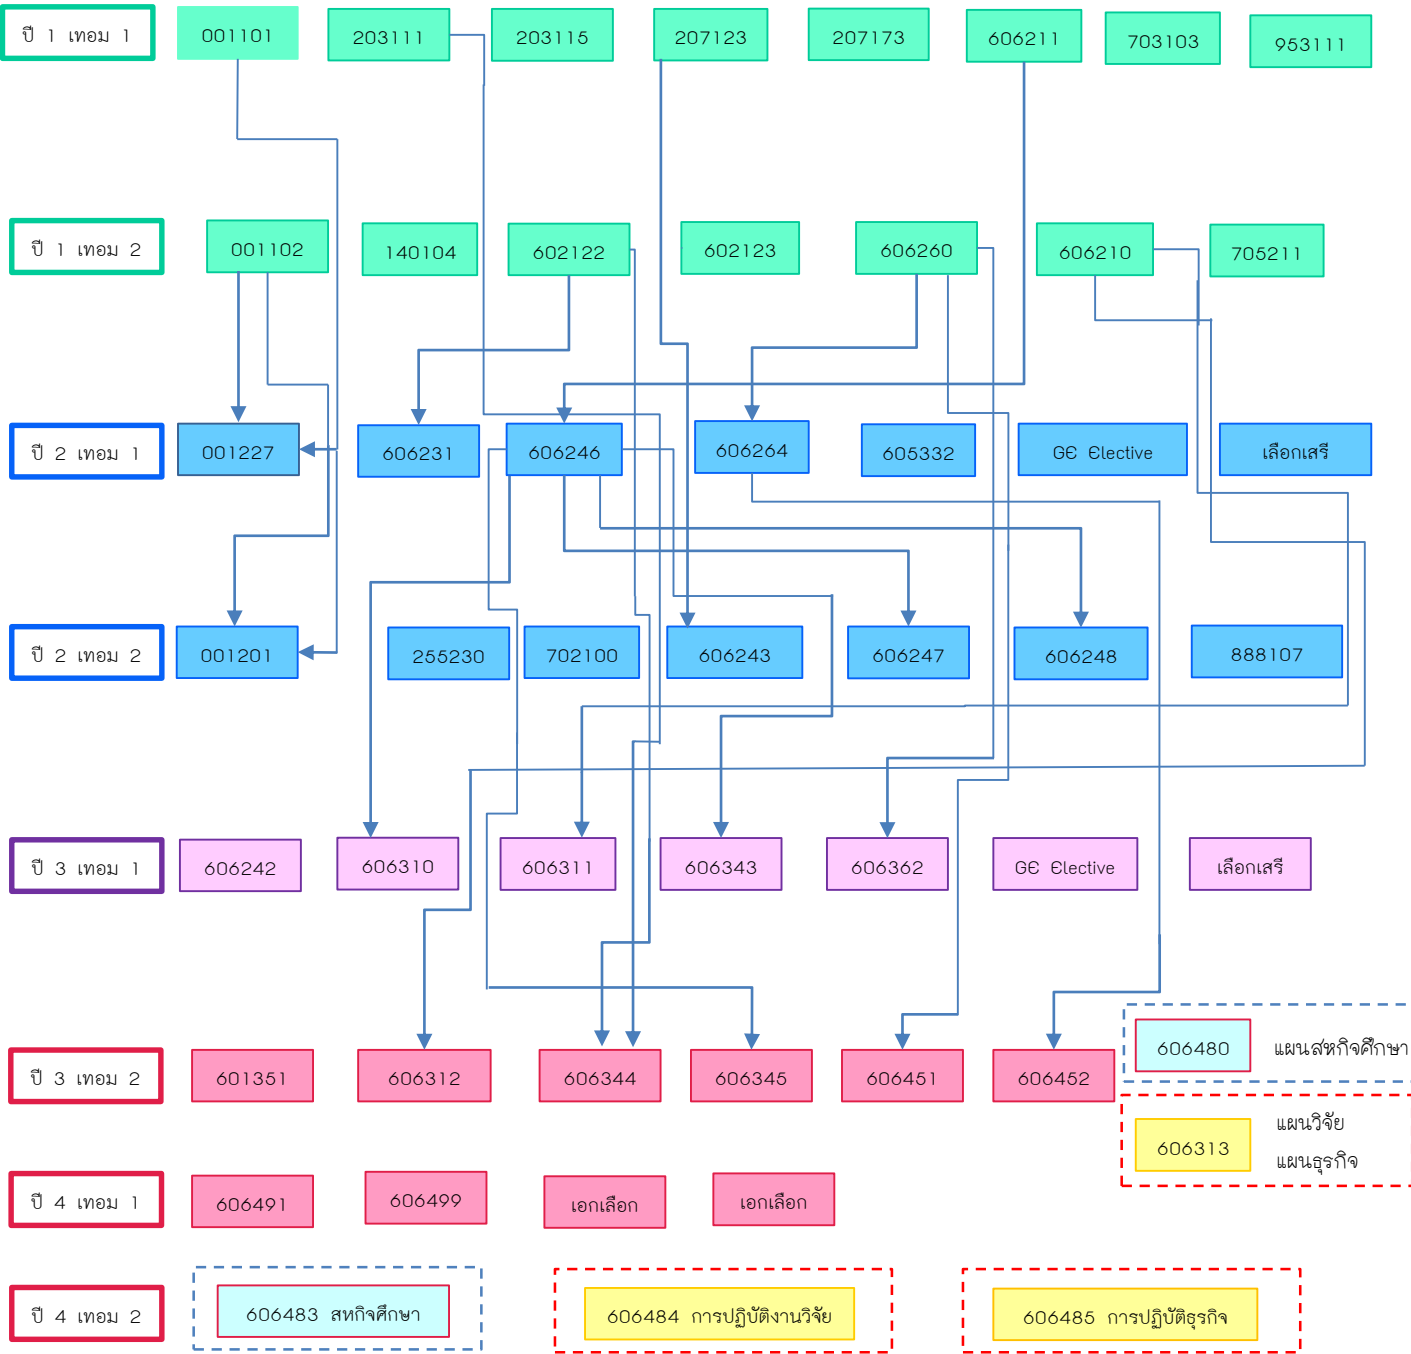 ปี 1 เทอม 1
001101
203111
203115
207123
207173
606211
703103
953111
ปี 1 เทอม 2
001102
140104
602122
602123
606260
606210
705211
ปี 2 เทอม 1
001227
606231
606246
606264
605332
GE Elective
เลือกเสรี
ปี 2 เทอม 2
001201
255230
702100
606243
606247
606248
888107
ปี 3 เทอม 1
606242
606310
606311
606343
606362
GE Elective
เลือกเสรี
ปี 3 เทอม 2
601351
606312
606344
606345
606451
606452
606480
แผนสหกิจศึกษา
606313
แผนวิจัย
แผนธุรกิจ
ปี 4 เทอม 1
606491
606499
เอกเลือก
เอกเลือก
ปี 4 เทอม 2
606483 สหกิจศึกษา
606484 การปฏิบัติงานวิจัย
606485 การปฏิบัติธุรกิจ